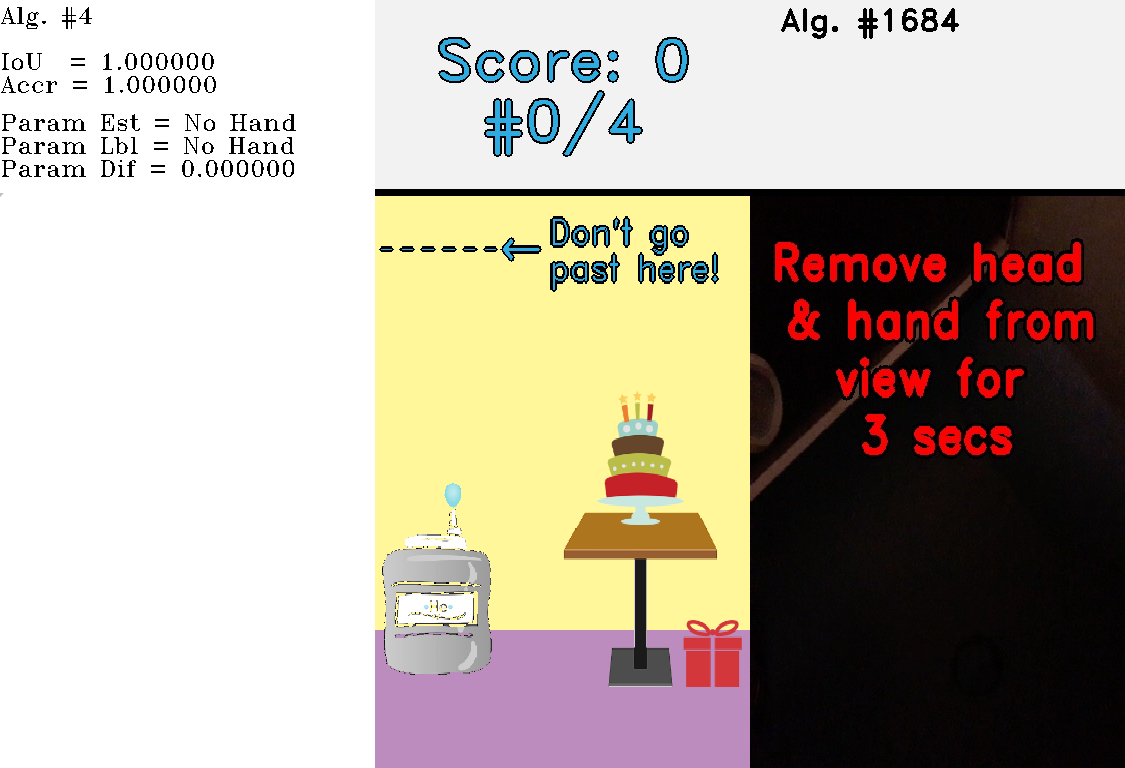 Alg. #4
IoU = 1.000000
Accr = 1.000000
Param Est = No Hand
Param Lbl = No Hand
Param Dif = 0.000000
Score: 0
#0/4
Alg. #1684
Don't go
past here!
Remove head
& hand from
view for
3 secs